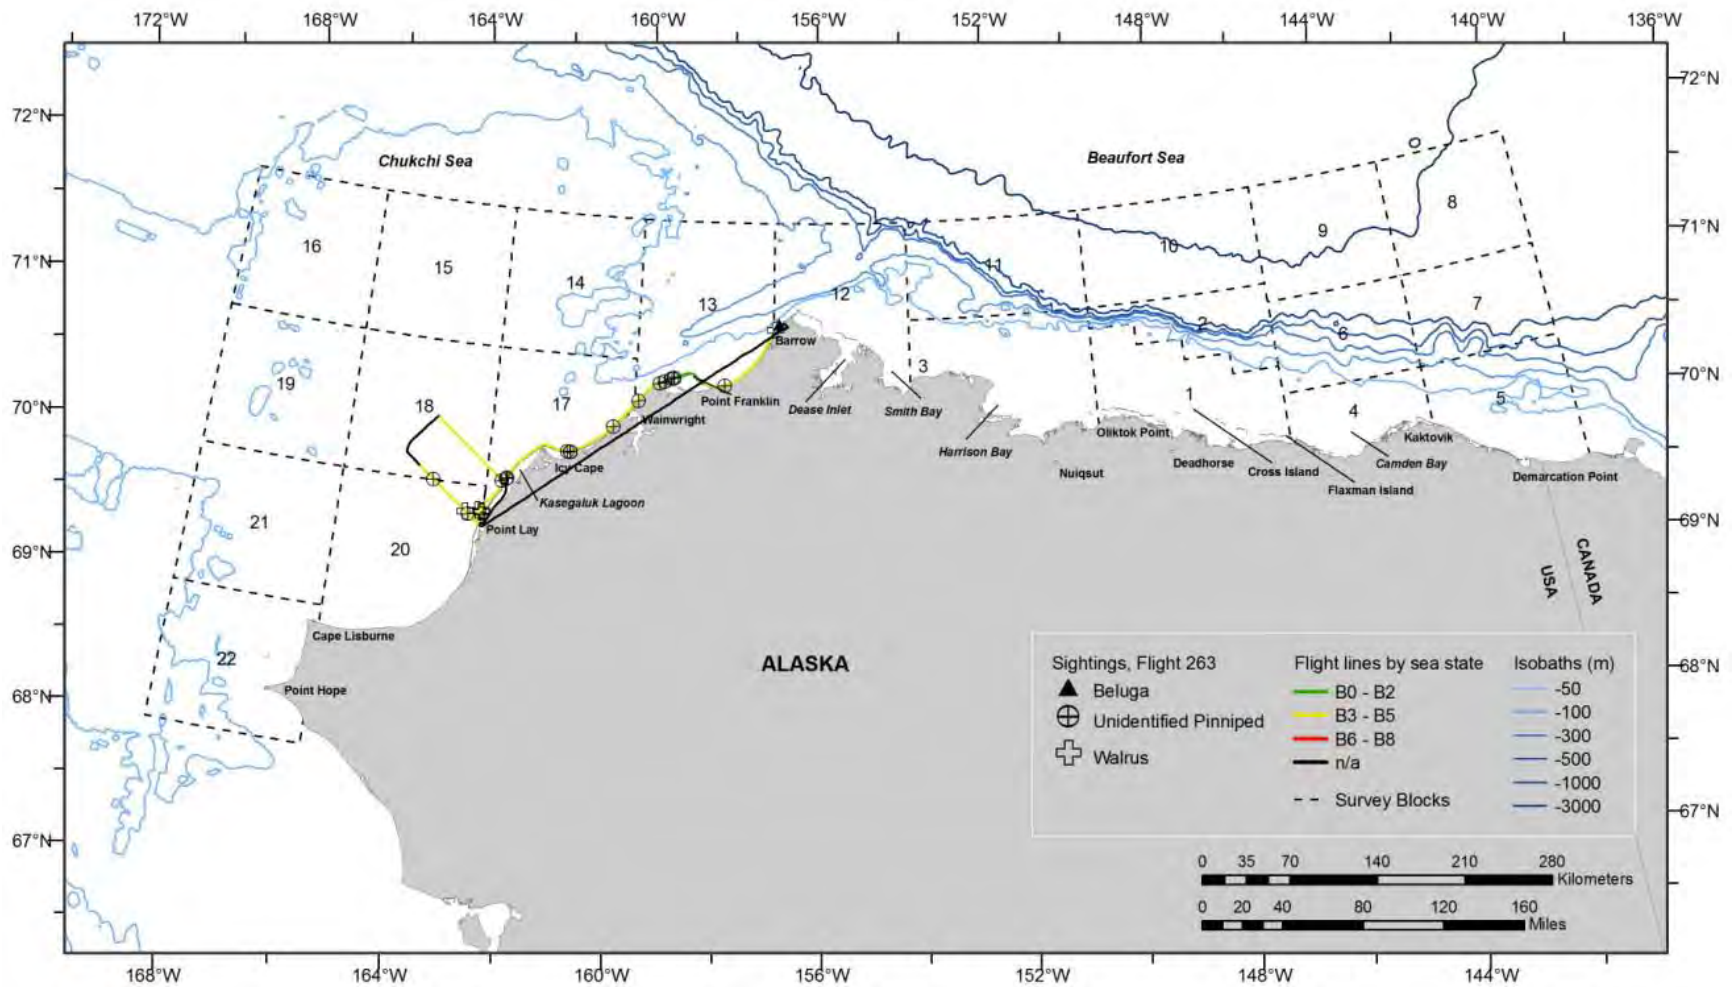 172°W 168°W 164°W 160°W 156°W 152°W 148°W 144°W 140°W 136°W
72°N 72°N
Chukchi Sea Beaufort Sea
8
9
16 10
71°N 71°N
15 11
14
13 12 7
2 6
Barrow
19 3 70°N
70°N 18 17 Point Franklin Dease Inlet Smith Bay 1 4 5
Wainwright
Oliktok Point Kaktovik
Harrison Bay
Icy Cape Nuiqsut Deadhorse Cross Island Camden Bay Demarcation Point
Kasegaluk Lagoon Flaxman Island
21 Point Lay
69°N 20 69°N
CANADA
USA
Cape Lisburne
22
ALASKA
68°N Point Hope 68°N
Sightings, Flight 263
Beluga
Unidentified Pinniped
Walrus
Flight lines by sea state
B0 - B2
B3 - B5
B6 - B8
n/a
Survey Blocks
Isobaths (m)
-50
-100
-300
-500
-1000
-3000
67°N 67°N
0 35 70 140 210 280
Kilometers
0 20 40 80 120 160
Miles
168°W 164°W 162°W 160°W 156°W 152°W 148°W 144°W